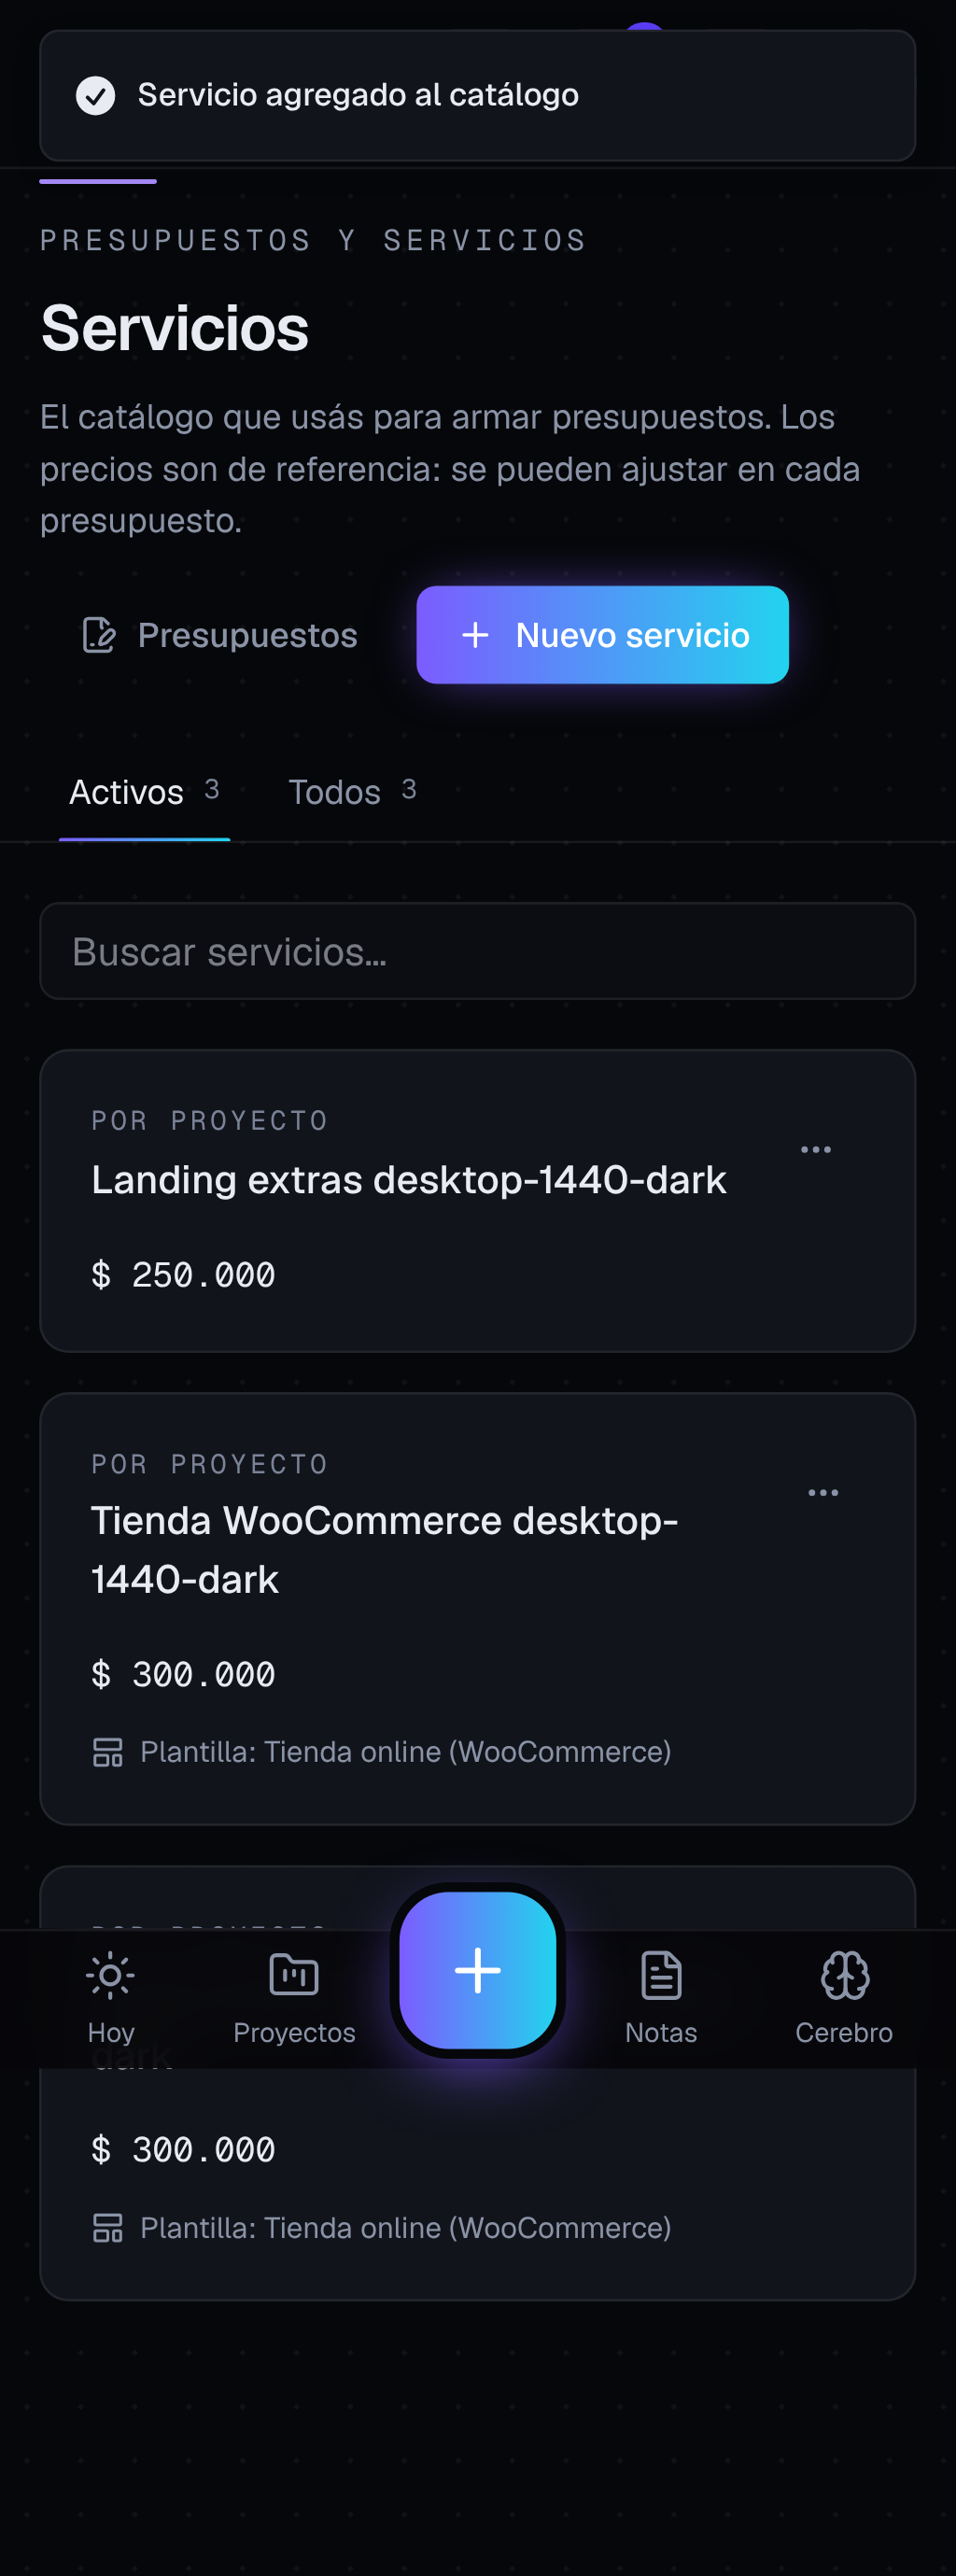 Servicio agregado al catálogo
PRESUPUESTOS Y SERVICIOS
Servicios
El catálogo que usás para armar presupuestos. Los
precios son de referencia: se pueden ajustar en cada
presupuesto.
Presupuestos
Nuevo servicio
Activos 3 Todos 3
Buscar servicios…
POR PROYECTO
Landing extras desktop-1440-dark
$ 250.000
POR PROYECTO
Tienda WooCommerce desktop-
1440-dark
$ 300.000
Plantilla: Tienda online (WooCommerce)
POR PROYECTO
Hoy Proyectos Notas Cerebro
dark
$ 300.000
Plantilla: Tienda online (WooCommerce)